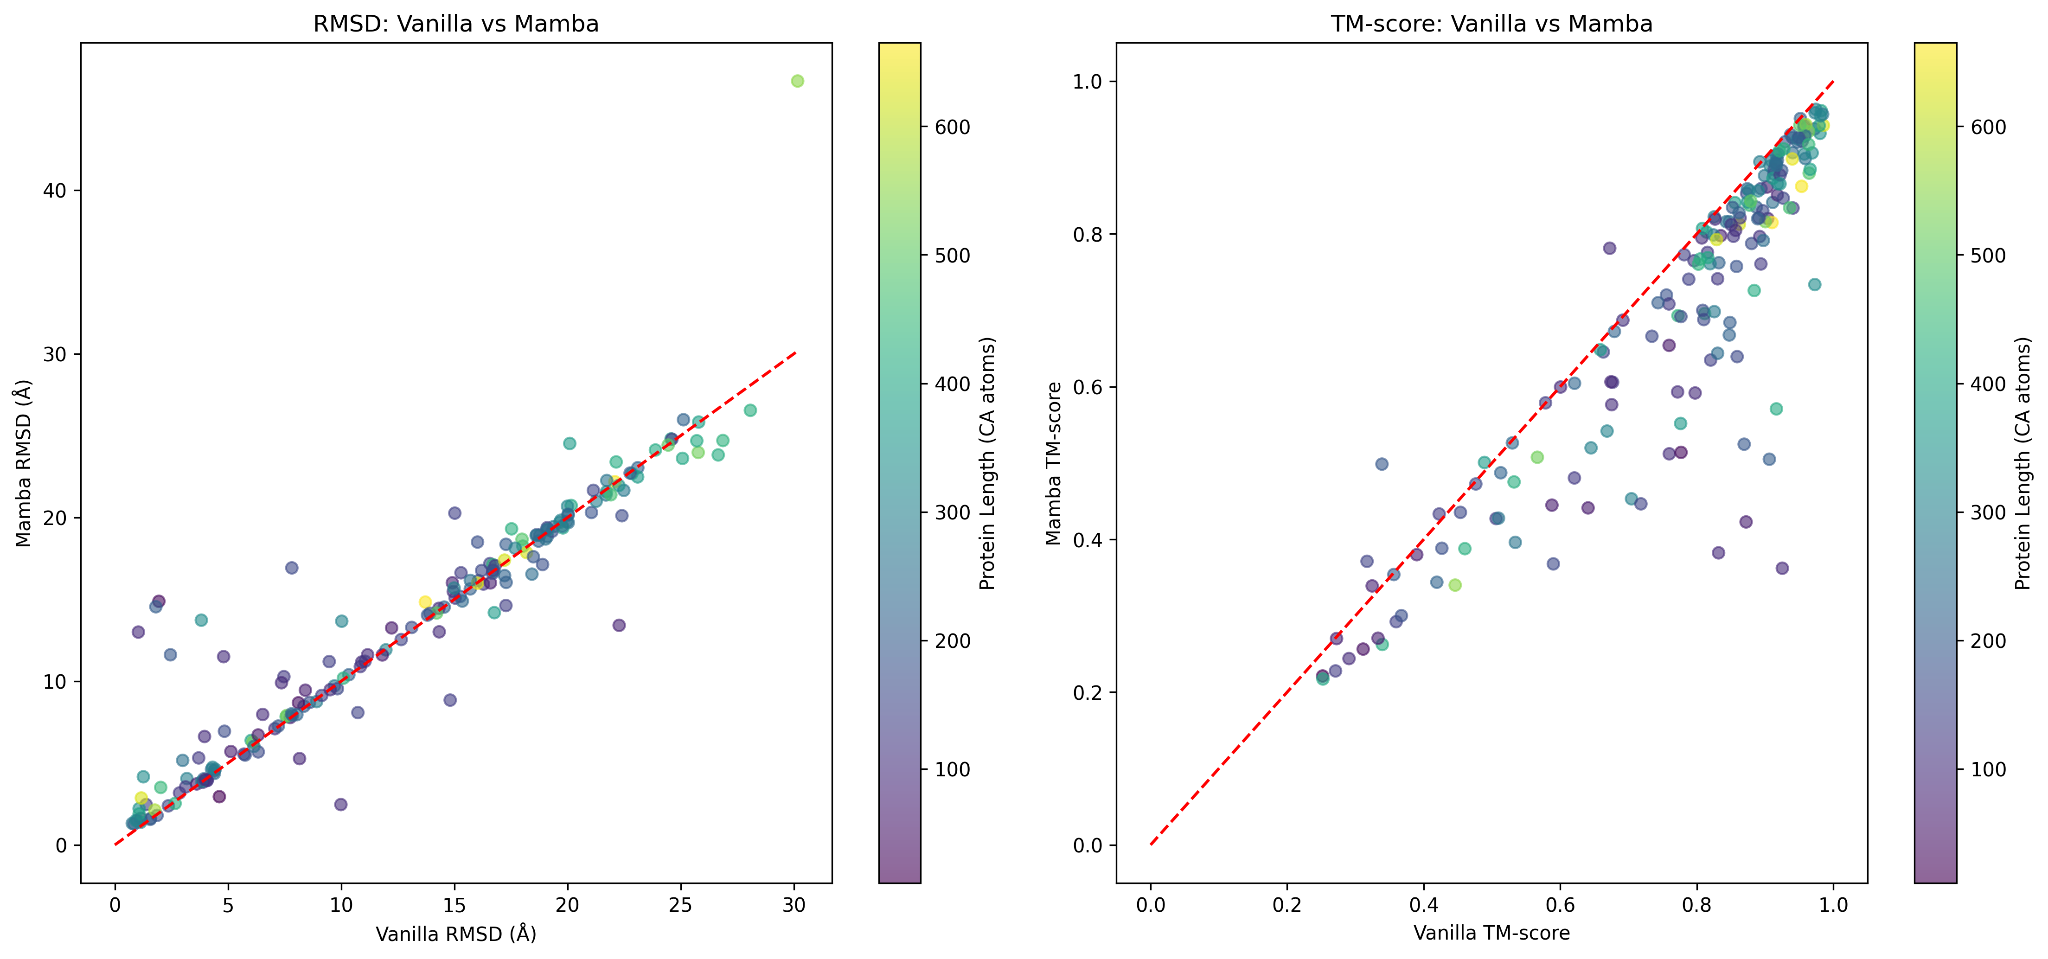 RMSD: Vanilla vs Mamba
Mamba RMSD (Å)
40
30
20
10
0
0 5 10 15 20 25 30
Vanilla RMSD (Å)
600
500
400
300
200
100
Protein Length (CA atoms)
TM-score: Vanilla vs Mamba
Mamba TM-score
1.0
0.8
0.6
0.4
0.2
0.0
0.0 0.2 0.4 0.6 0.8 1.0
Vanilla TM-score
600
500
400
300
200
100
Protein Length (CA atoms)